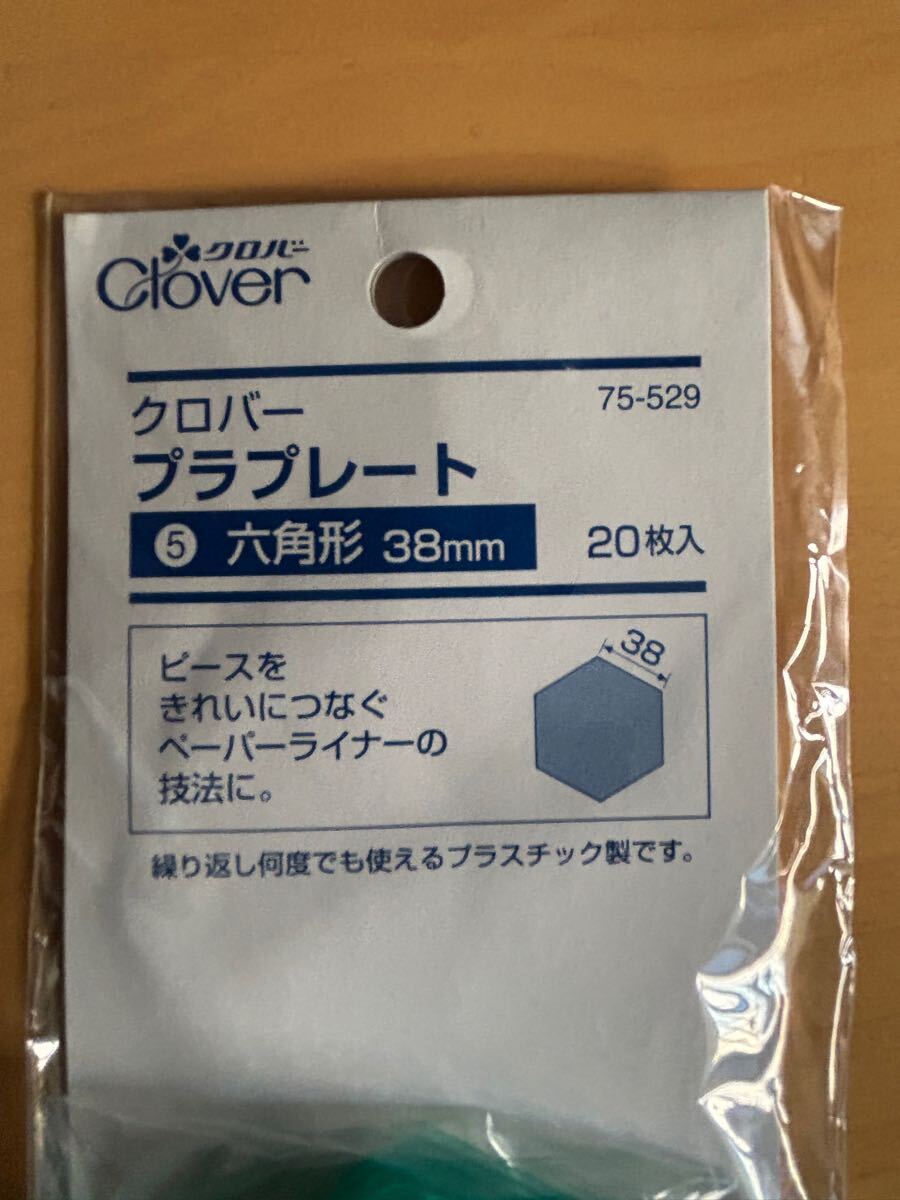 クロバー
Clover
75-529
クロバー
プラプレート
⑤ 六角形 38mm
20枚入
ピースを
きれいにつなぐ
ペーパーライナーの
技法に。
38
繰り返し何度でも使えるプラスチック製です。